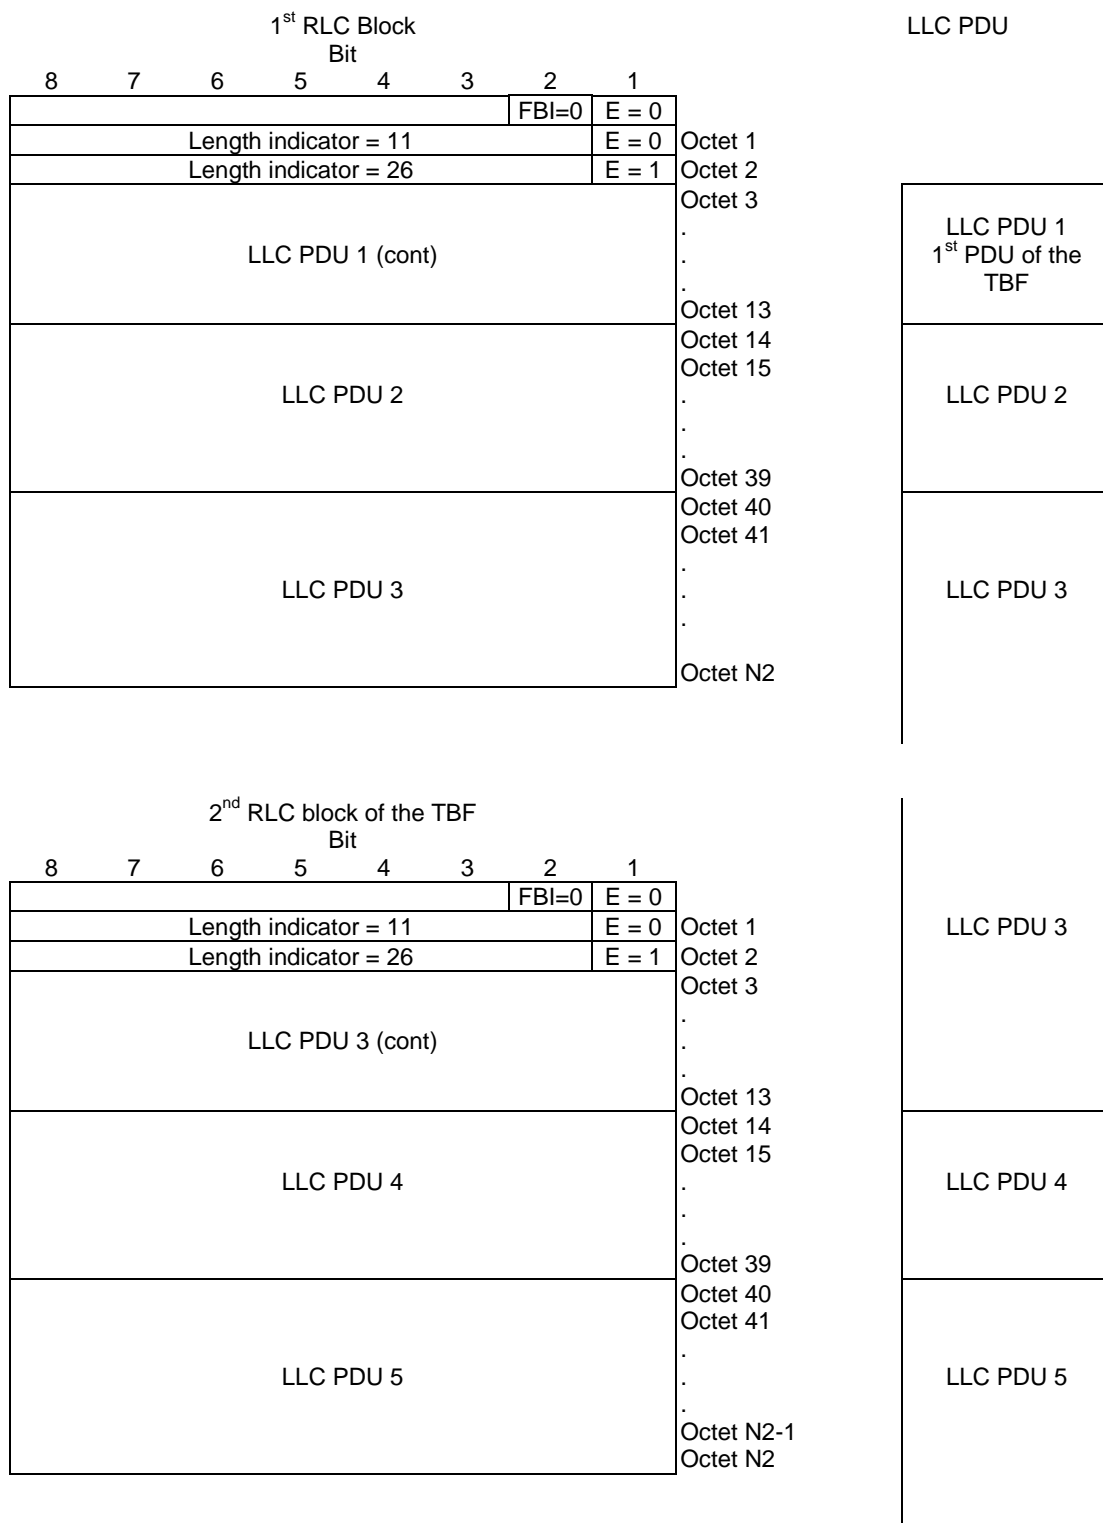 1st RLC Block
LLC PDU
Bit
8 7 6 5 4 3 2 1
FBI=0 E = 0
Length indicator = 11 E = 0 Octet 1
Length indicator = 26 E = 1 Octet 2
Octet 3
.
LLC PDU 1 (cont)
.
.
Octet 13
LLC PDU 1
1st PDU of the
TBF
Octet 14
Octet 15
LLC PDU 2
.
.
.
Octet 39
LLC PDU 2
Octet 40
Octet 41
.
LLC PDU 3
.
.
Octet N2
LLC PDU 3
2nd RLC block of the TBF
Bit
8 7 6 5 4 3 2 1
FBI=0 E = 0
Length indicator = 11 E = 0 Octet 1
Length indicator = 26 E = 1 Octet 2
LLC PDU 3
Octet 3
.
LLC PDU 3 (cont)
.
.
Octet 13
Octet 14
Octet 15
LLC PDU 4
.
.
.
Octet 39
LLC PDU 4
Octet 40
Octet 41
.
LLC PDU 5
.
.
Octet N2-1
Octet N2
LLC PDU 5